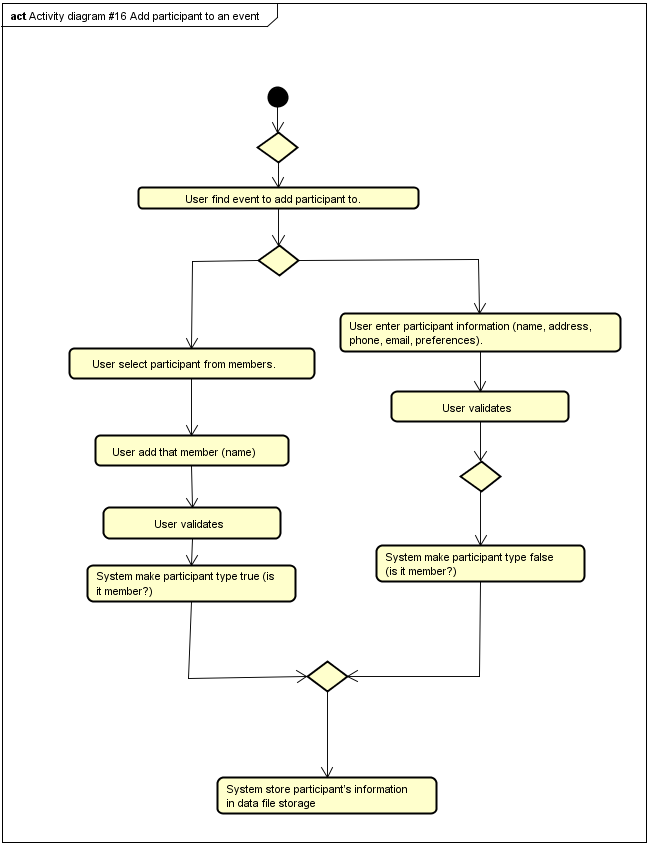 act Activity diagram #16 Add participant to an event
User find event to add participant to.
User enter participant information (name, address,
phone, email, preferences).
User select participant from members.
User validates
User add that member (name)
User validates
System make participant type false
(is it member?)
System make participant type true (is
it member?)
System store participant's information
in data file storage